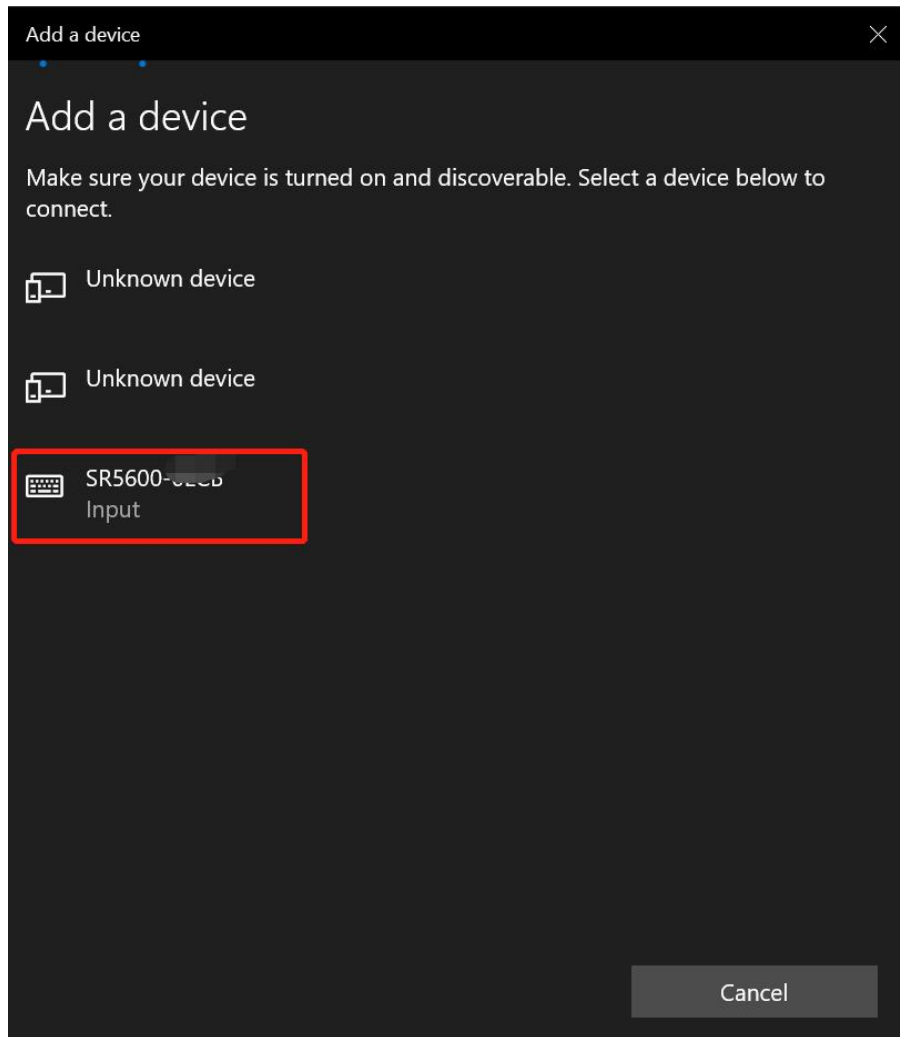 Add a device
Add a device
Make sure your device is turned on and discoverable. Select a device below to
connect.
Unknown device
Unknown device
Input
Cancel